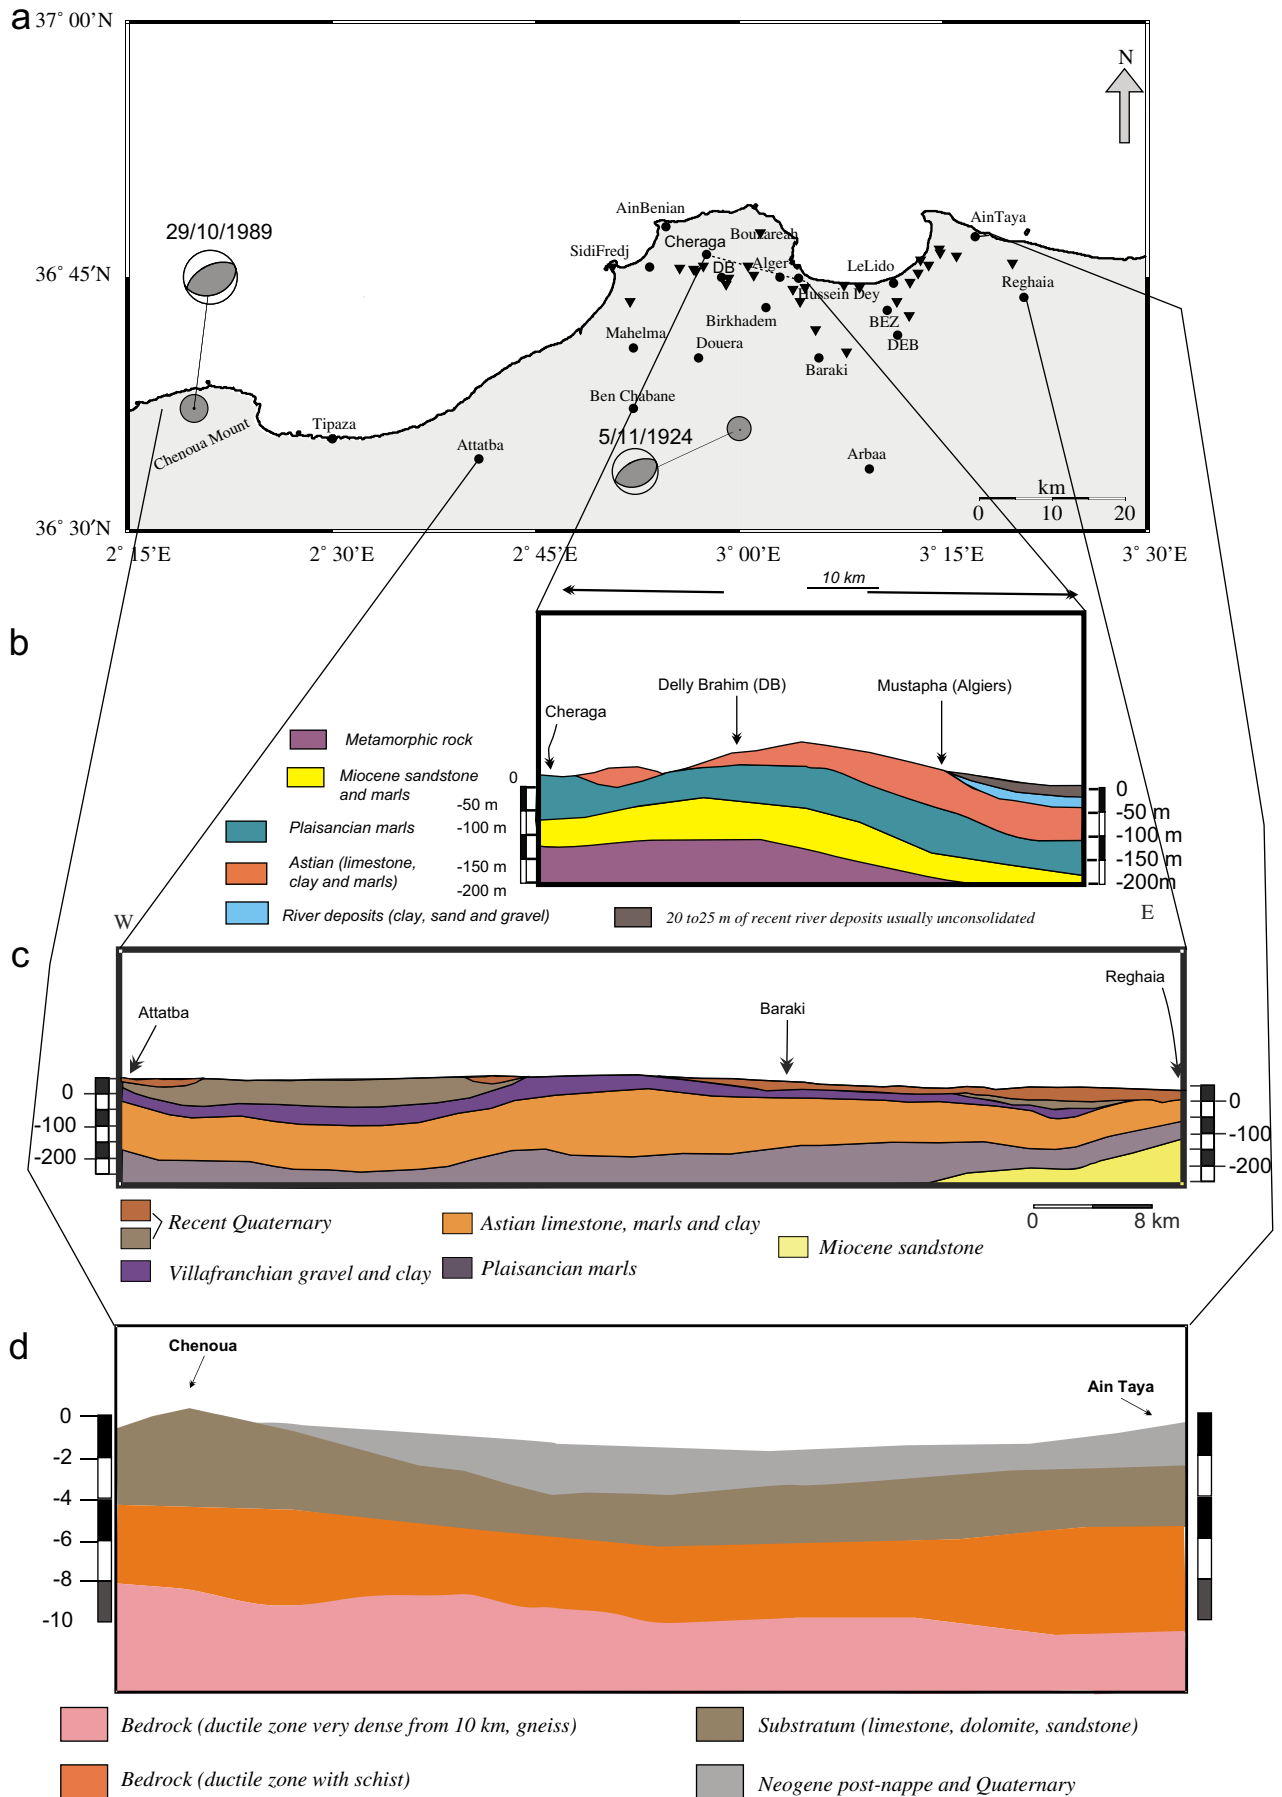 a
37° 00'N
N
AinBenian
AinTaya
29/10/1989
Bouzareah
Cheraga
SidiFredj
36° 45'N
DB
Alger
LeLido
Reghaia
Hussein Dey
Birkhadem
BEZ
Mahelma
Douera
DEB
Baraki
Ben Chabane
Chenoua Mount
Tipaza
5/11/1924
Attatba
Arbaa
km
0 10 20
36° 30'N
2° 15'E 2° 30'E 2° 45'E 3° 00'E 3° 15'E 3° 30'E
10 km
b
Delly Brahim (DB)
Mustapha (Algiers)
Cheraga
Metamorphic rock
Miocene sandstone
and marls
Plaisancian marls
Astian (limestone,
clay and marls)
River deposits (clay, sand and gravel)
20 to25 m of recent river deposits usually unconsolidated
0
-50 m
-100 m
-150 m
-200 m
0
-50 m
-100 m
-150 m
-200m
W
E
c
Reghaia
Attatba
Baraki
0
-100
-200
0
-100
-200
Recent Quaternary
Astian limestone, marls and clay
0 8 km
Miocene sandstone
Villafranchian gravel and clay
Plaisancian marls
d
Chenoua
Ain Taya
0
-2
-4
-6
-8
-10
Bedrock (ductile zone very dense from 10 km, gneiss)
Substratum (limestone, dolomite, sandstone)
Bedrock (ductile zone with schist)
Neogene post-nappe and Quaternary